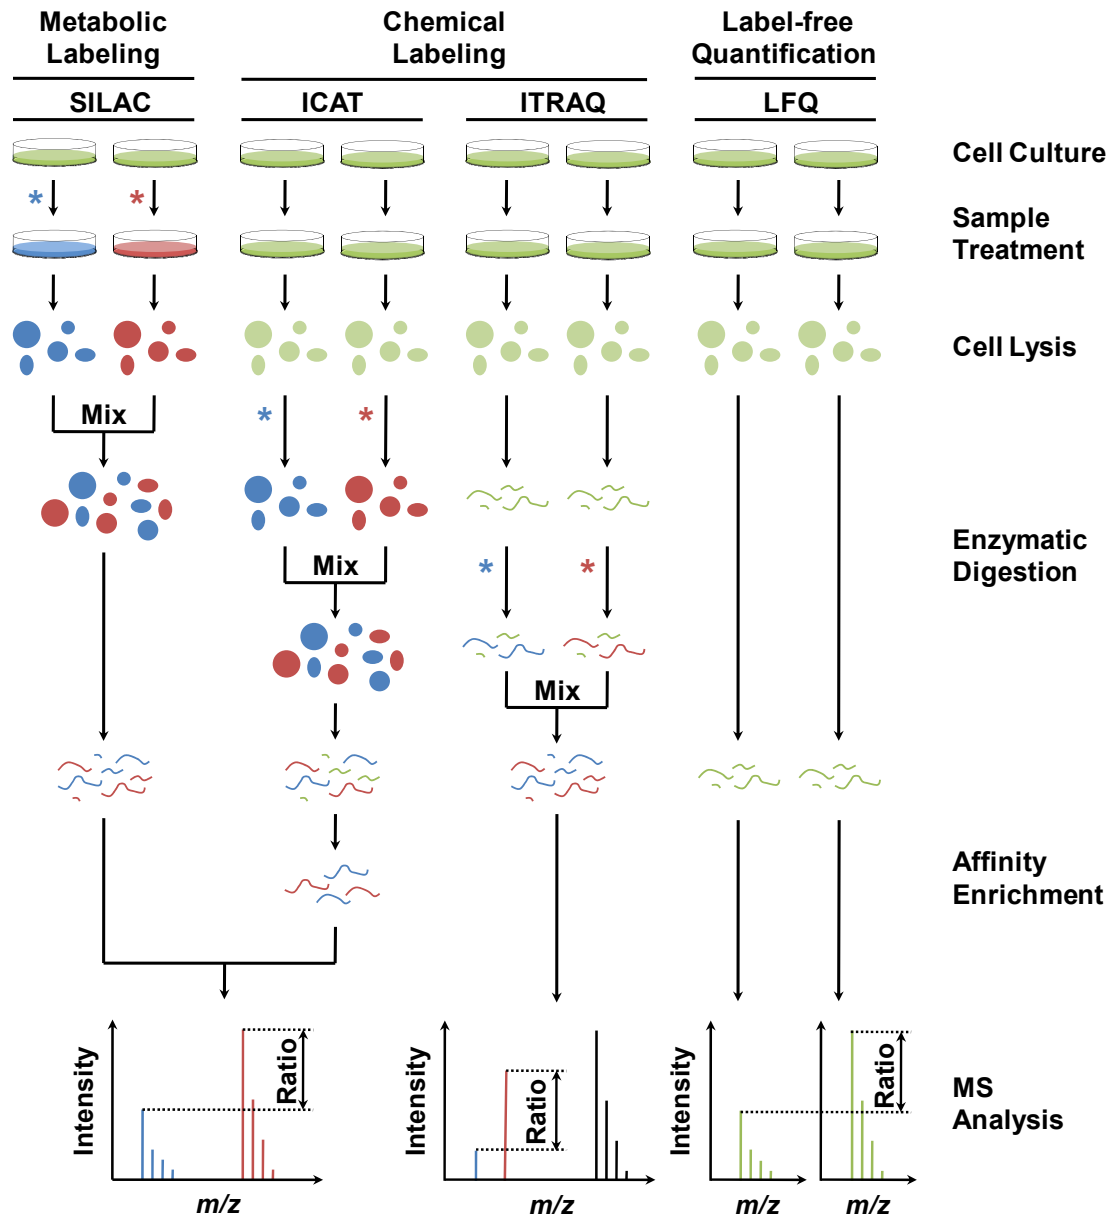 Metabolic
Labeling
Chemical
Labeling
Label-free
Quantification
SILAC
ICAT
ITRAQ
LFQ
Cell Culture
*
*
Sample
Treatment
Cell Lysis
Mix
*
*
Enzymatic
Digestion
Mix
*
*
Mix
Affinity
Enrichment
Intensity
Ratio
m/z
Intensity
Ratio
m/z
Intensity
m/z
Ratio
m/z
MS
Analysis